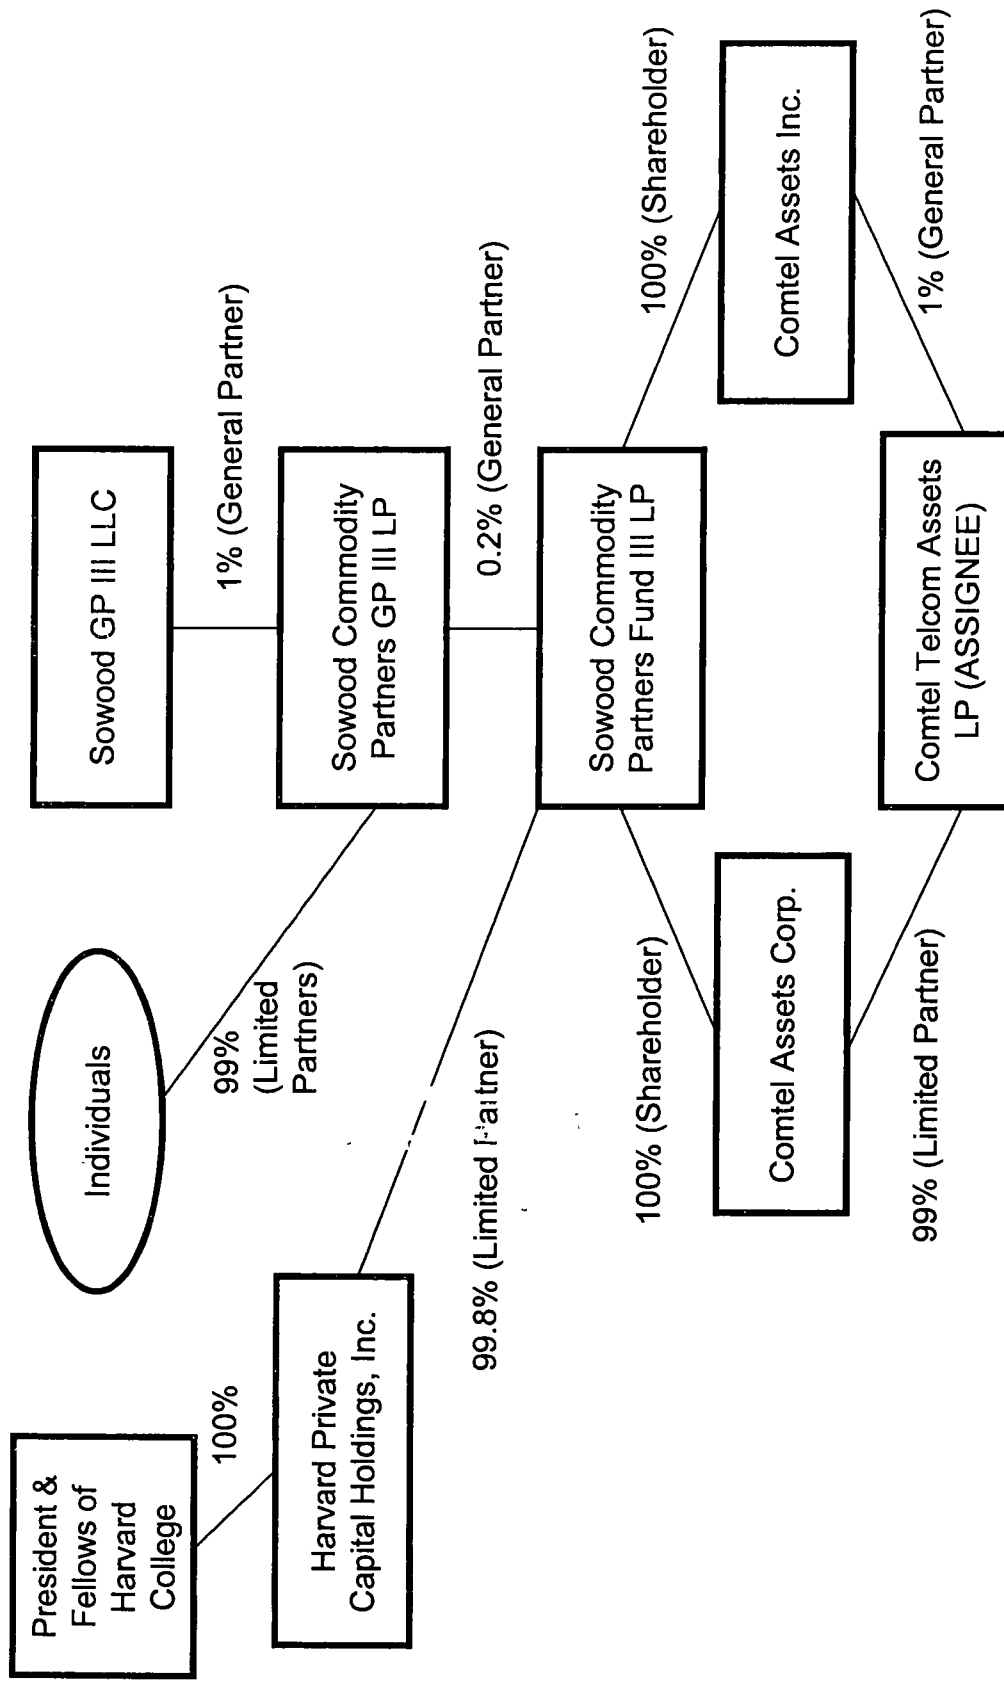 President &
Fellows of
Harvard
College
100%
Harvard Private
Capital Holdings, Inc.
99.8% (Limited Partner)
Individuals
99%
(Limited
Partners)
Sowood GP III LLC
1% (General Partner)
Sowood Commodity
Partners GP III LP
0.2% (General Partner)
Sowood Commodity
Partners Fund III LP
100% (Shareholder)
Comtel Assets Corp.
99% (Limited Partner)
100% (Shareholder)
Comtel Assets Inc.
1% (General Partner)
Comtel Telcom Assets
LP (ASSIGNEE)